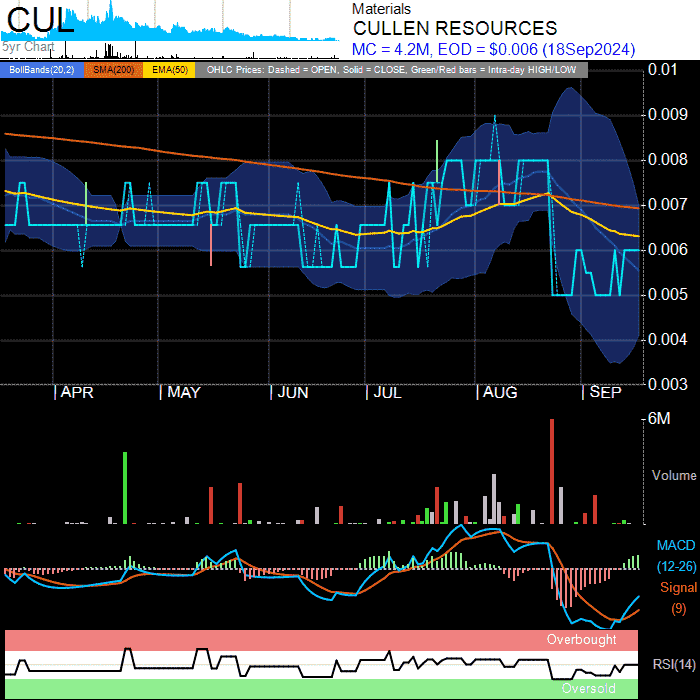 CUL
5yr Chart
Materials
CULLEN RESOURCES
MC = 4.2M, EOD = $0.006 (18Sep2024)
BollBands(20,2) SMA(200) EMA(50) OHLC Prices: Dashed = OPEN, Solid = CLOSE, Green/Red bars = Intra-day HIGH/LOW
0.01
0.009
0.008
0.007
0.006
0.005
0.004
0.003
APR MAY JUN JUL AUG SEP
6M
Volume
MACD
(12-26)
Signal
(9)
Overbought
RSI(14)
Oversold